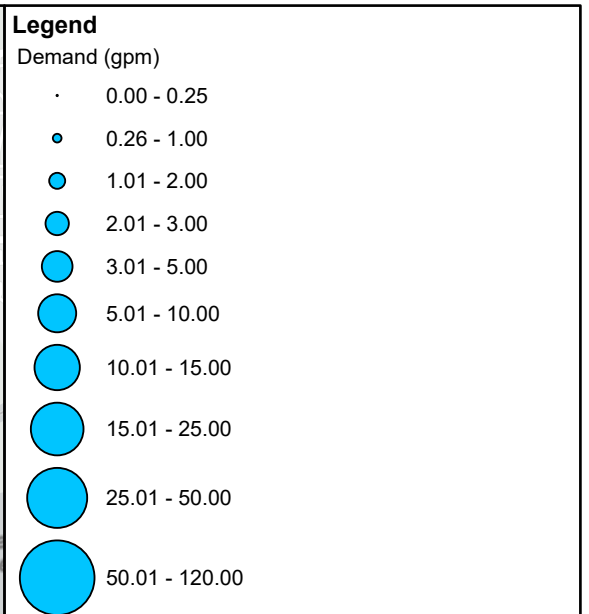 Legend
Demand (gpm)
0.00 - 0.25
0.26 - 1.00
1.01 - 2.00
2.01 - 3.00
3.01 - 5.00
5.01 - 10.00
10.01 - 15.00
15.01 - 25.00
25.01 - 50.00
50.01 - 120.00